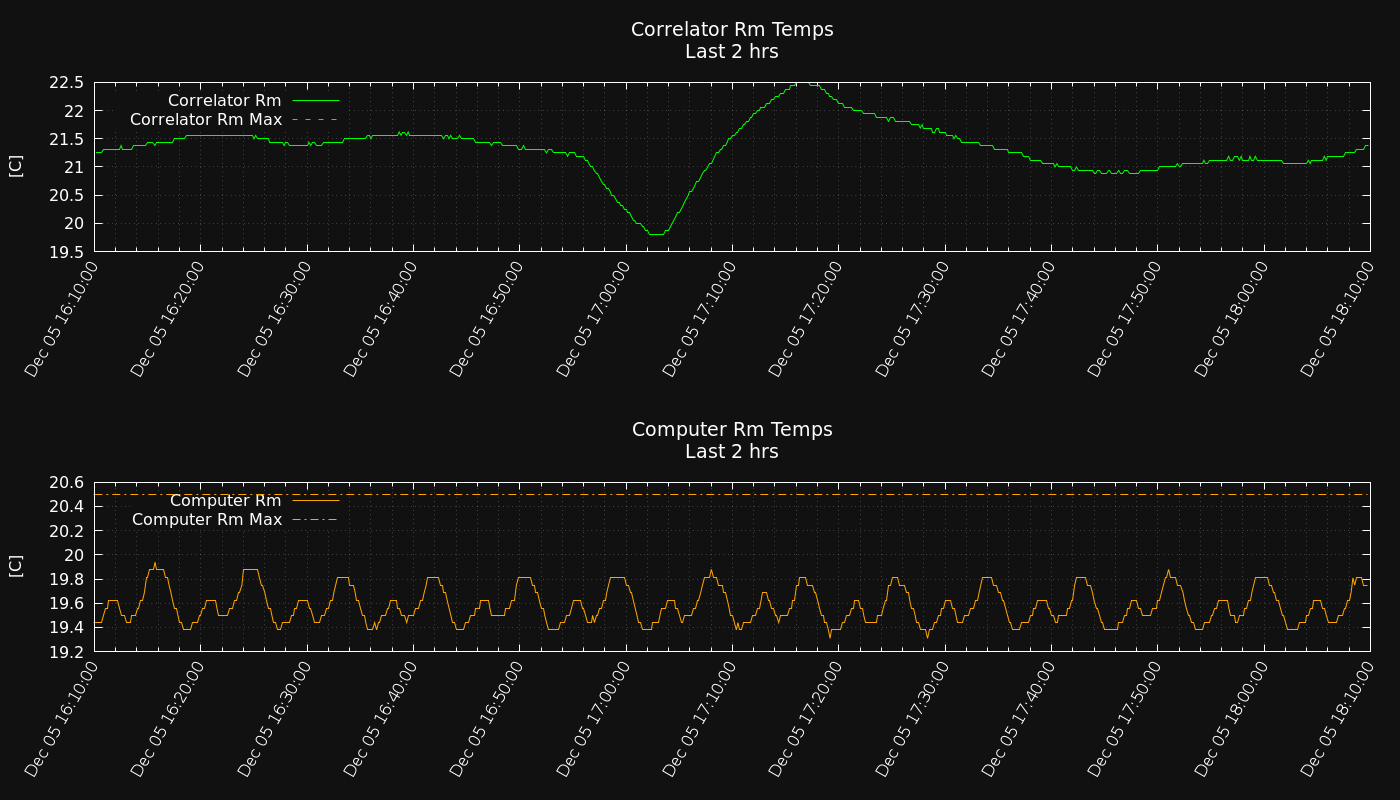 Correlator Rm Temps
Last 2 hrs
22.5
22
21.5
21
20.5
20
19.5
[C]
Correlator Rm
Correlator Rm Max
Dec 05 16:10:00
Dec 05 16:20:00
Dec 05 16:30:00
Dec 05 16:40:00
Dec 05 16:50:00
Dec 05 17:00:00
Dec 05 17:10:00
Dec 05 17:20:00
Dec 05 17:30:00
Dec 05 17:40:00
Dec 05 17:50:00
Dec 05 18:00:00
Dec 05 18:10:00
Computer Rm Temps
Last 2 hrs
20.6
20.4
20.2
20
19.8
19.6
19.4
19.2
[C]
Computer Rm
Computer Rm Max
Dec 05 16:10:00
Dec 05 16:20:00
Dec 05 16:30:00
Dec 05 16:40:00
Dec 05 16:50:00
Dec 05 17:00:00
Dec 05 17:10:00
Dec 05 17:20:00
Dec 05 17:30:00
Dec 05 17:40:00
Dec 05 17:50:00
Dec 05 18:00:00
Dec 05 18:10:00